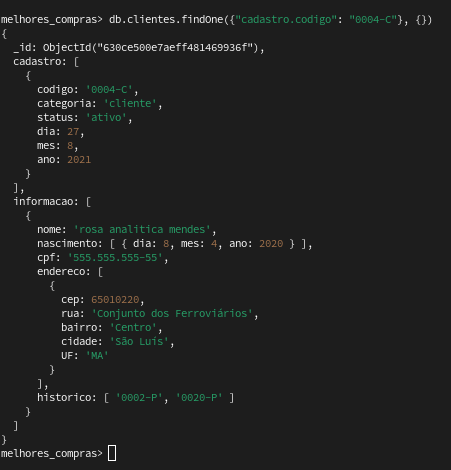 melhores_compras> db.clientes.findOne({"cadastro.codigo": "0004-C"}, {})
{
  _id: ObjectId("630ce500e7aeff481469936f"),
  cadastro: [
    {
      codigo: '0004-C',
      categoria: 'cliente',
      status: 'ativo',
      dia: 27,
      mes: 8,
      ano: 2021
    }
  ],
  informacao: [
    {
      nome: 'rosa analitica mendes',
      nascimento: [ { dia: 8, mes: 4, ano: 2020 } ],
      cpf: '555.555.555-55',
      endereco: [
        {
          cep: 65010220,
          rua: 'Conjunto dos Ferroviários',
          bairro: 'Centro',
          cidade: 'São Luís',
          UF: 'MA'
        }
      ],
      historico: [ '0002-P', '0020-P' ]
    }
  ]
}
melhores_compras>